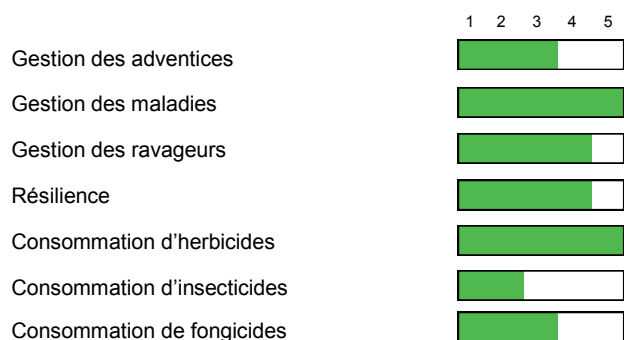 1 2 3 4 5
Gestion des adventices
Gestion des maladies
Gestion des ravageurs
Résilience
Consommation d’herbicides
Consommation d’insecticides
Consommation de fongicides